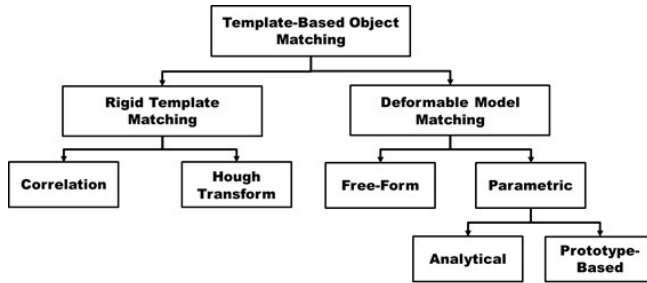 Template-Based Object
Matching
Rigid Template
Matching
Deformable Model
Matching
Correlation
Hough
Transform
Free-Form
Parametric
Analytical
Prototype-
Based